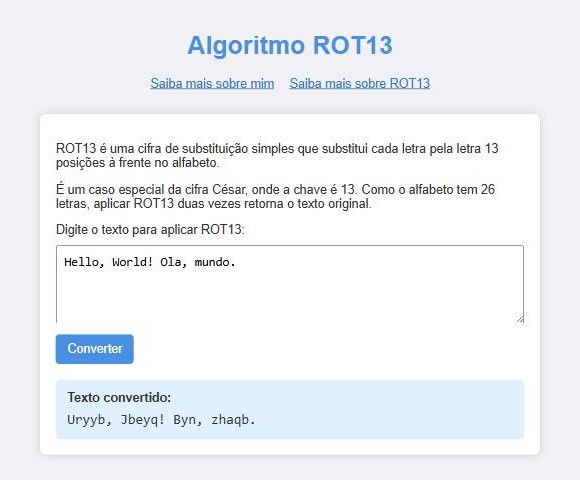 Algoritmo ROT13
Saiba mais sobre mim Saiba mais sobre ROT13
ROT13 é uma cifra de substituição simples que substitui cada letra pela letra 13
posições à frente no alfabeto.
É um caso especial da cifra César, onde a chave é 13. Como o alfabeto tem 26
letras, aplicar ROT13 duas vezes retorna o texto original.
Digite o texto para aplicar ROT13:
Hello, World! Ola, mundo.
Converter
Texto convertido:
Uryyb, Jbeyq! Byn, zhaqb.